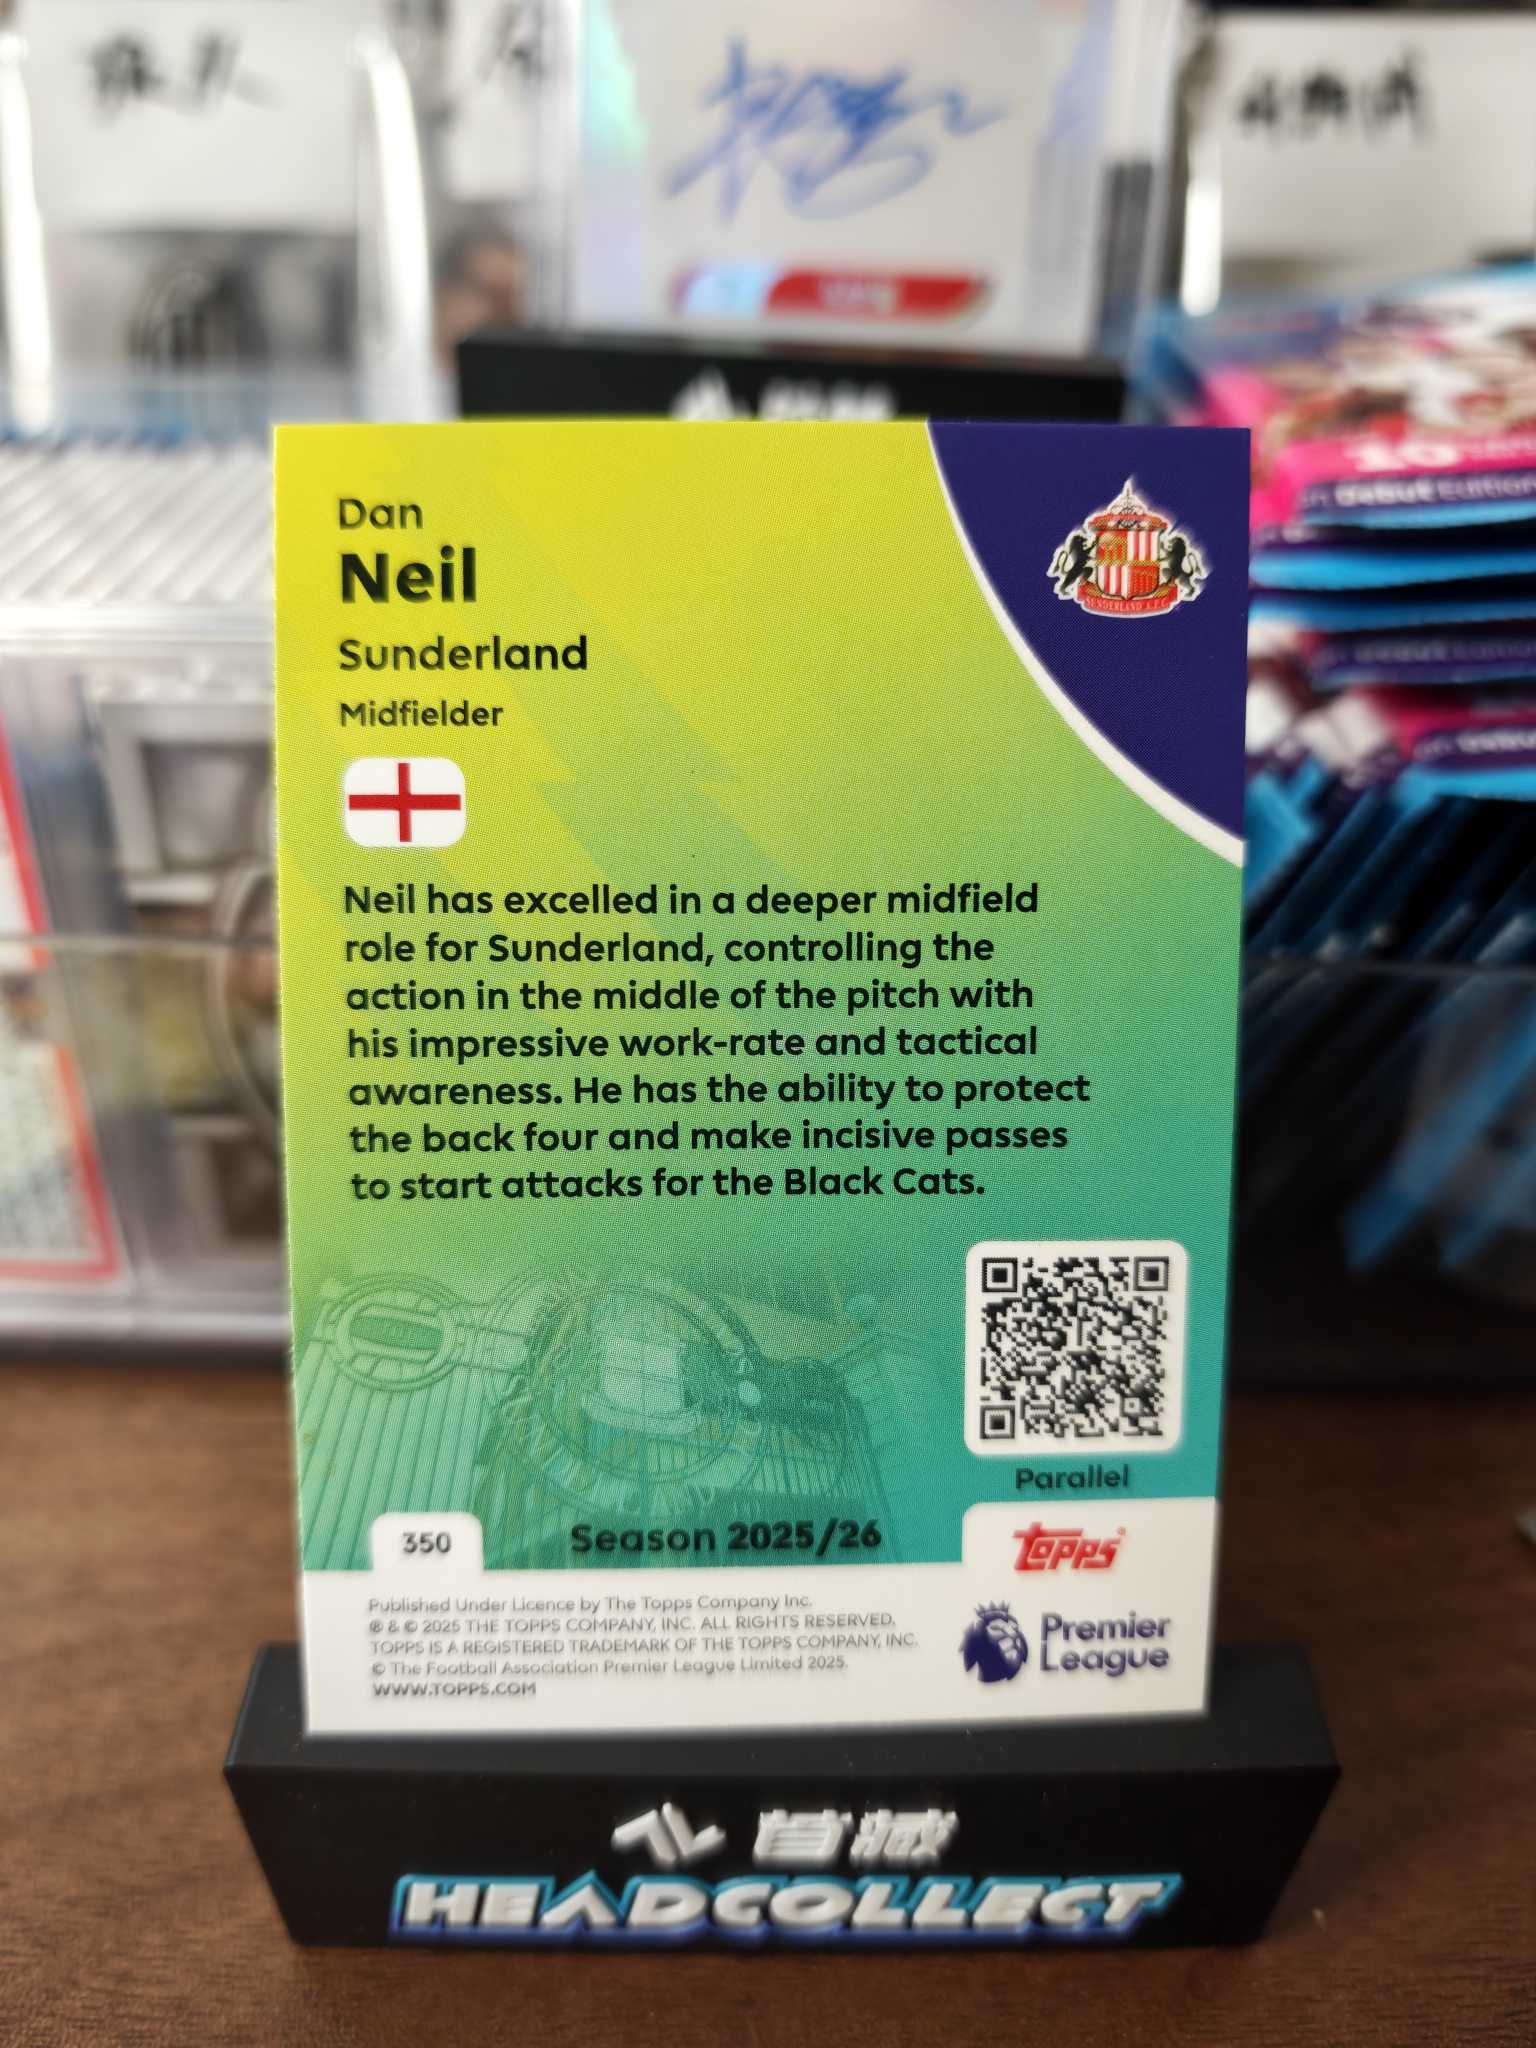 Dan
Neil
Sunderland
Midfielder
SUNDERLAND A.F.C
Neil has excelled in a deeper midfield
role for Sunderland, controlling the
action in the middle of the pitch with
his impressive work-rate and tactical
awareness. He has the ability to protect
the back four and make incisive passes
to start attacks for the Black Cats.
Parallel
350
Season 2025/26
Topps
Published Under Licence by The Topps Company Inc.
® & © 2025 THE TOPPS COMPANY, INC. ALL RIGHTS RESERVED.
TOPPS IS A REGISTERED TRADEMARK OF THE TOPPS COMPANY, INC.
© The Football Association Premier League Limited 2025.
WWW.TOPPS.COM
Premier
League
首藏
HEADCOLLECT
Debut Edition